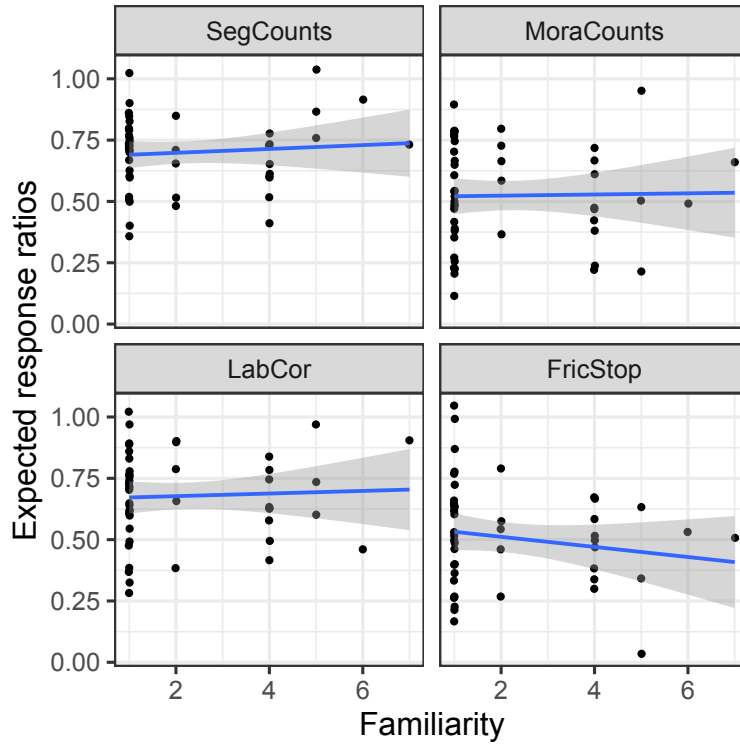 SegCounts
MoraCounts
1.00
0.75
0.50
0.25
0.00
LabCor
FricStop
1.00
0.75
0.50
0.25
0.00
2 4 6
2 4 6
Familiarity
Expected response ratios